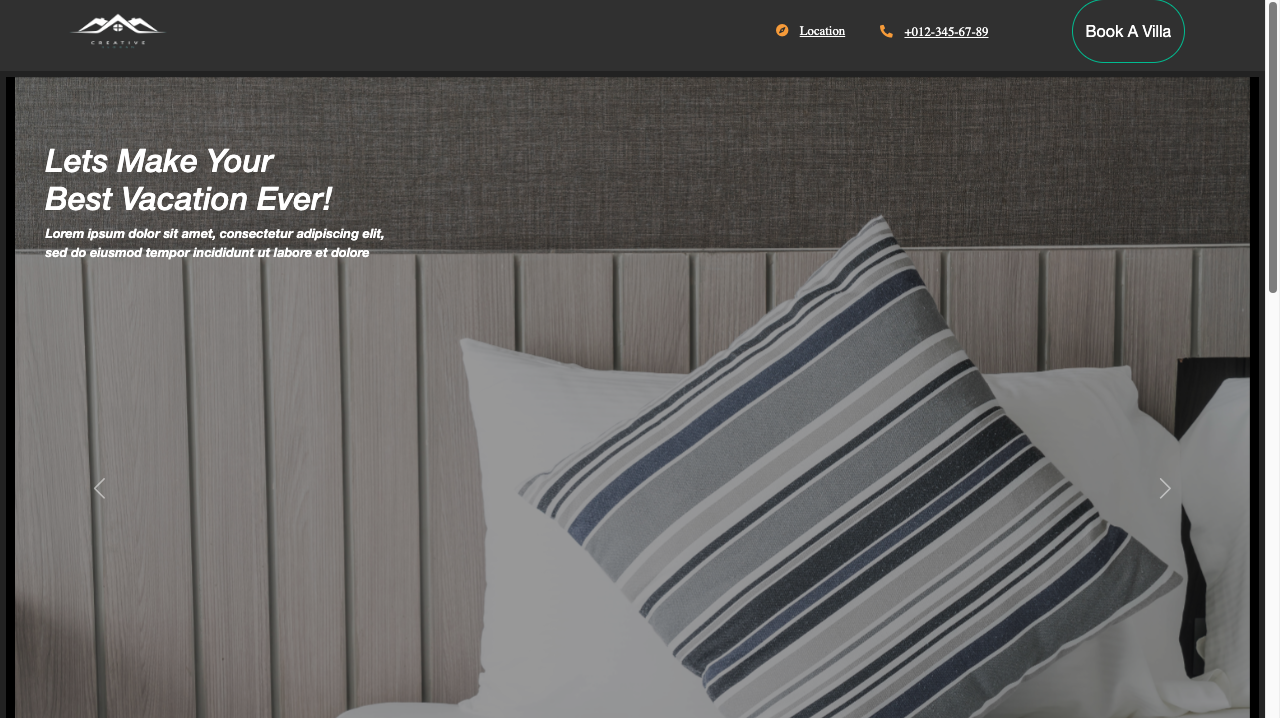 CREATIVE
Location
+012-345-67-89
Book A Villa
Lets Make Your
Best Vacation Ever!
Lorem ipsum dolor sit amet, consectetur adipiscing elit,
sed do eiusmod tempor incididunt ut labore et dolore